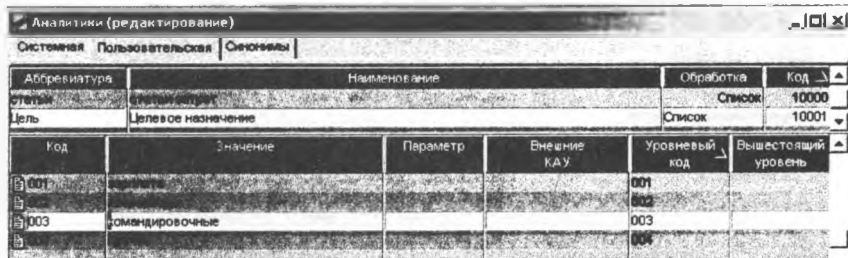 Аналитики (редактирование)
Системная Пользовательская Синонимы
Аббревиатура Наименование Обработка Код
Список 10000
Цель Целевое назначение Список 10001
Код Значение Параметр Внешние КАУ Уровневый код Вышестоящий уровень
001 001
002
003 командировочные 003
004